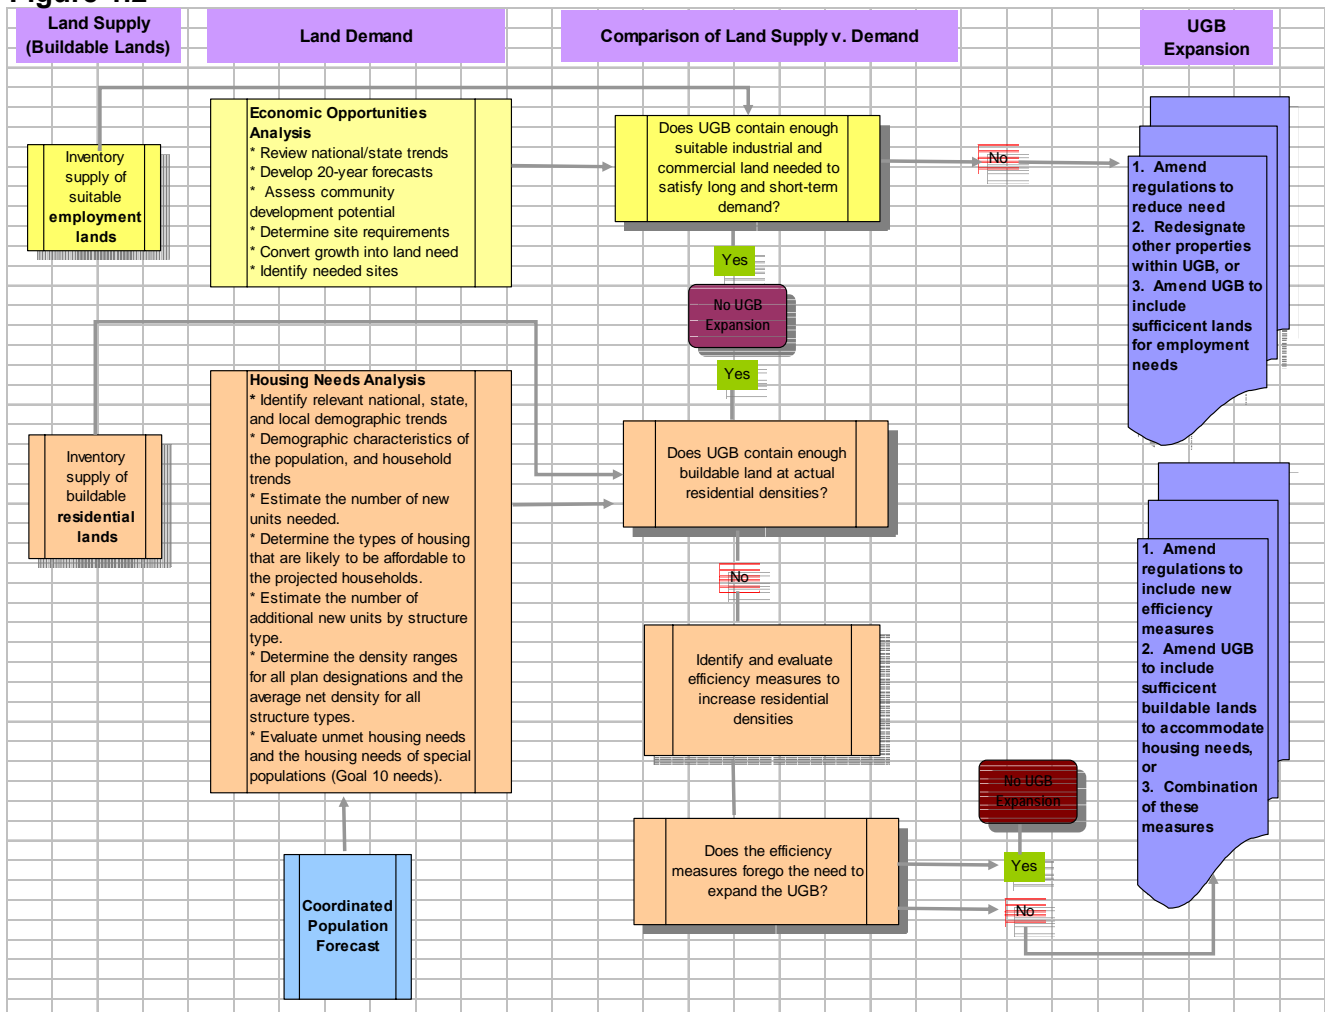 Figure 1.2
Land Supply
(Buildable Lands)
Land Demand
Comparison of Land Supply v. Demand
UGB
Expansion
Inventory
supply of
suitable
employment
lands
Economic Opportunities
Analysis
* Review national/state trends
* Develop 20-year forecasts
* Assess community
development potential
* Determine site requirements
* Convert growth into land need
* Identify needed sites
Does UGB contain enough
suitable industrial and
commercial land needed to
satisfy long and short-term
demand?
No
1. Amend
regulations to
reduce need
2. Redesignate
other properties
within UGB, or
3. Amend UGB to
include
sufficicent lands
for employment
needs
Yes
No UGB
Expansion
Yes
Inventory
supply of
buildable
residential
lands
Housing Needs Analysis
* Identify relevant national, state,
and local demographic trends
* Demographic characteristics of
the population, and household
trends
* Estimate the number of new
units needed.
* Determine the types of housing
that are likely to be affordable to
the projected households.
* Estimate the number of
additional new units by structure
type.
* Determine the density ranges
for all plan designations and the
average net density for all
structure types.
* Evaluate unmet housing needs
and the housing needs of special
populations (Goal 10 needs).
Does UGB contain enough
buildable land at actual
residential densities?
No
Identify and evaluate
efficiency measures to
increase residential
densities
1. Amend
regulations to
include new
efficiency
measures
2. Amend UGB
to include
sufficicent
buildable lands
to accommodate
housing needs,
or
3. Combination
of these
measures
No UGB
Expansion
Does the efficiency
measures forego the need to
expand the UGB?
Yes
No
Coordinated
Population
Forecast